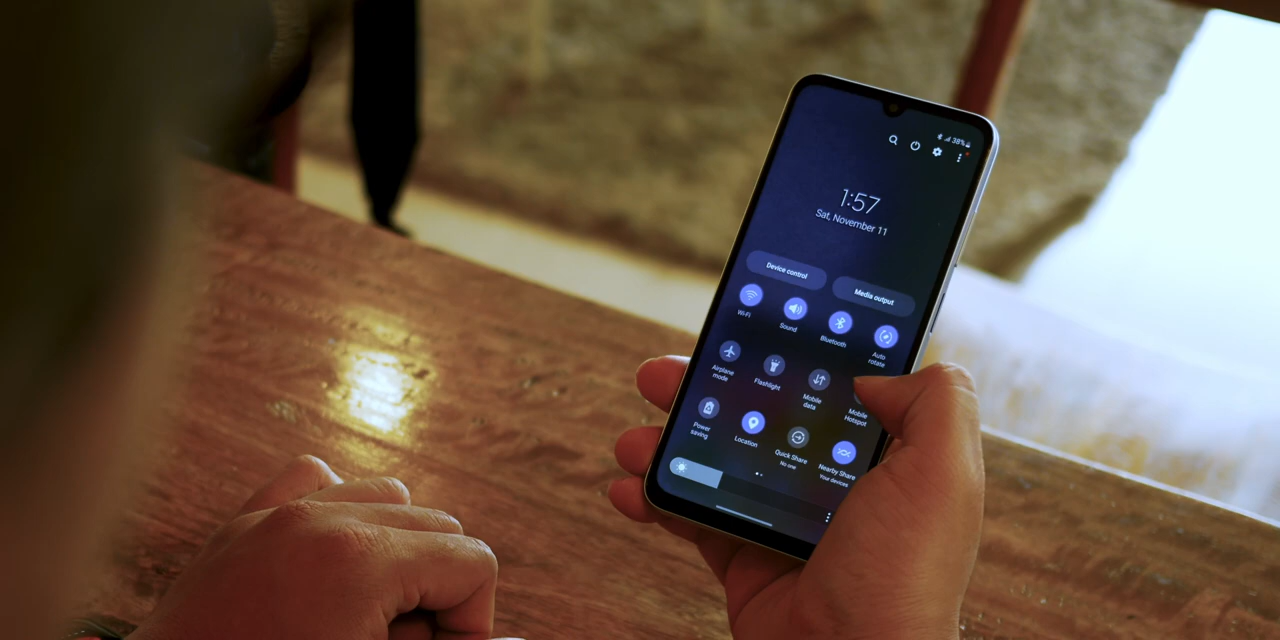 38%
1:57
Sat, November 11
Device control
Media output
Wi-Fi
Sound
Bluetooth
Auto
rotate
Airplane
mode
Flashlight
Mobile
data
Mobile
Hotspot
Power
saving
Location
Quick Share
No one
Nearby Share
Your devices